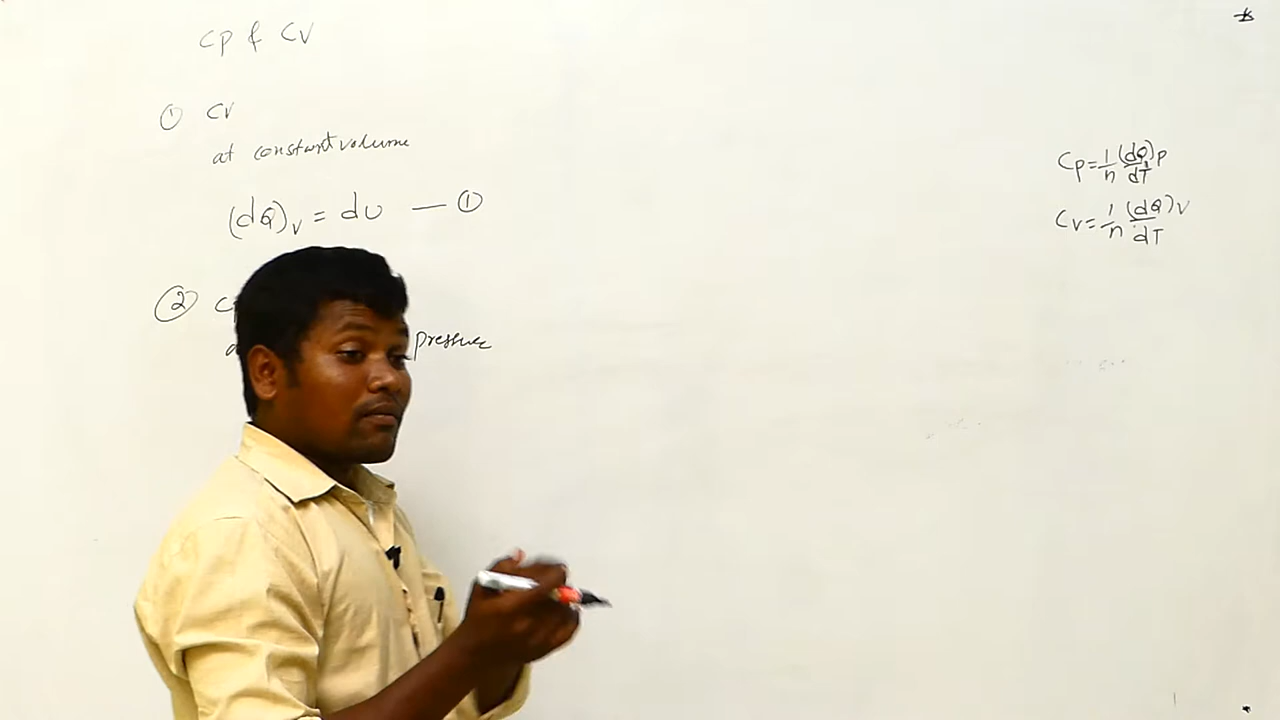 Cp & Cv
① Cv
at constant volume
(dQ)v = dU — ①
②
pressure
Cp = 1/n (dQ/dT)p
Cv = 1/n (dQ)v/dT